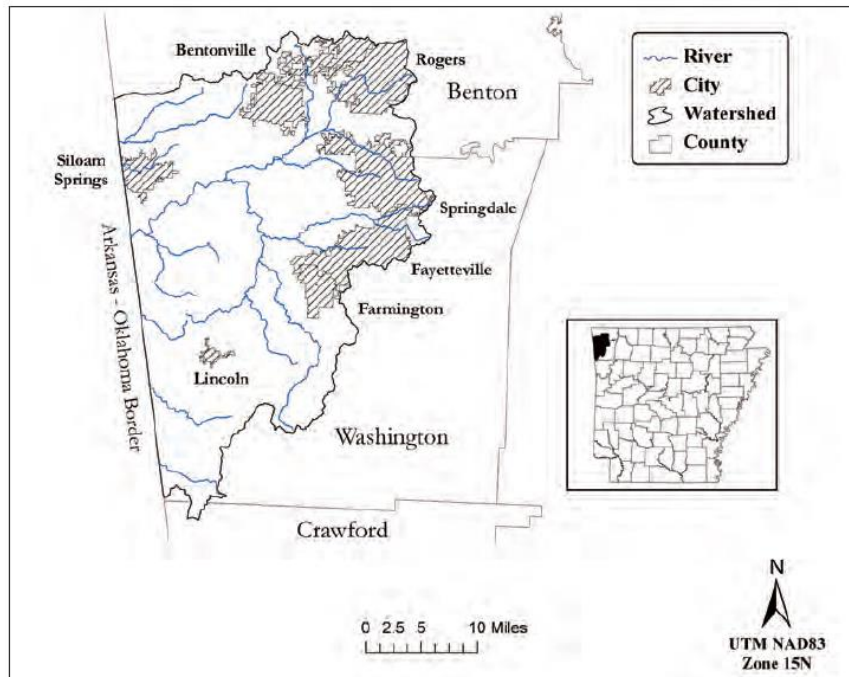 Bentonville
Rogers
Benton
Siloam
Springs
Springdale
Fayetteville
Farmington
Lincoln
Washington
Crawford
Arkansas - Oklahoma Border
River
City
Watershed
County
0 2.5 5 10 Miles
N
UTM NAD83
Zone 15N